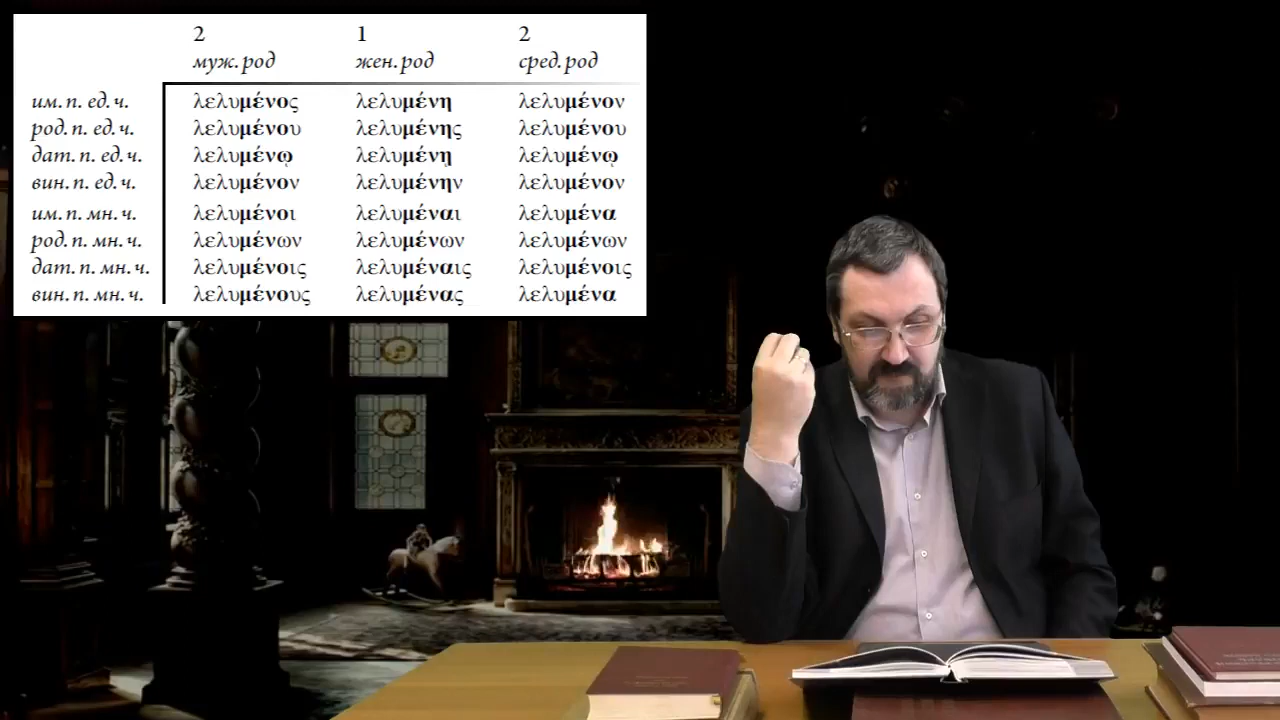 2 1 2
муж. род жен. род сред. род
им. п. ед. ч. λελυμένος λελυμένη λελυμένον
род. п. ед. ч. λελυμένου λελυμένης λελυμένου
дат. п. ед. ч. λελυμένῳ λελυμένῃ λελυμένῳ
вин. п. ед. ч. λελυμένον λελυμένην λελυμένον
им. п. мн. ч. λελυμένοι λελυμέναι λελυμένα
род. п. мн. ч. λελυμένων λελυμένων λελυμένων
дат. п. мн. ч. λελυμένοις λελυμέναις λελυμένοις
вин. п. мн. ч. λελυμένους λελυμένας λελυμένα